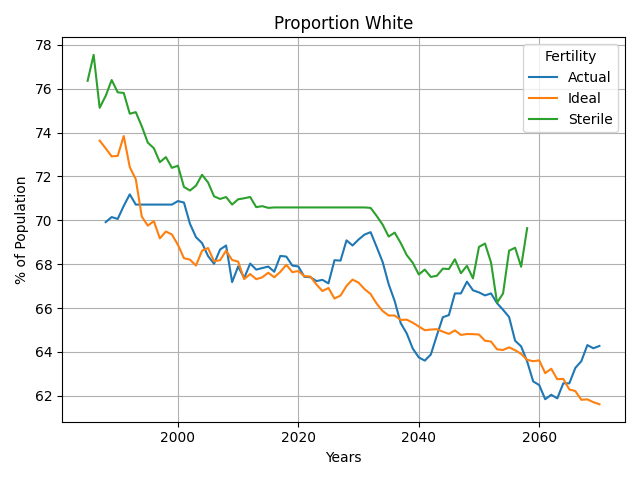 Proportion White
% of Population
78
76
74
72
70
68
66
64
62
Fertility
Actual
Ideal
Sterile
2000
2020
2040
2060
Years